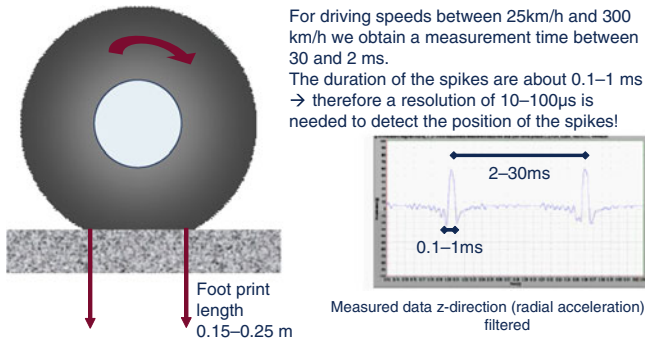 For driving speeds between 25km/h and 300
km/h we obtain a measurement time between
30 and 2 ms.
The duration of the spikes are about 0.1–1 ms
→ therefore a resolution of 10–100µs is
needed to detect the position of the spikes!
2–30ms
0.1–1ms
Foot print
length
0.15–0.25 m
Measured data z-direction (radial acceleration)
filtered